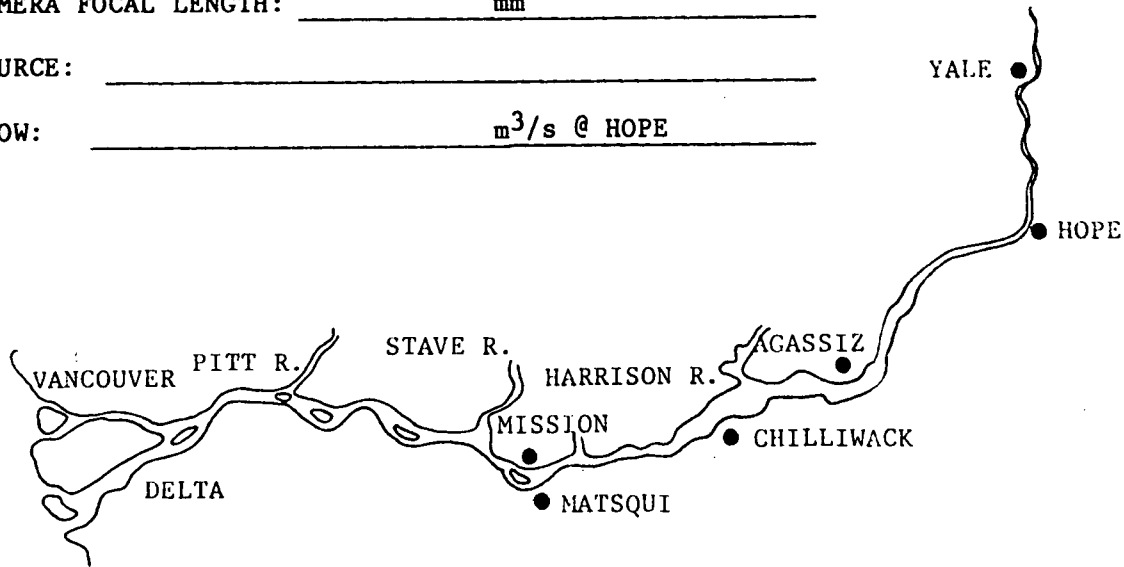 MERA FOCAL LENGTH: mm
URCE:
OW: m³/s @ HOPE
YALE
HOPE
AGASSIZ
STAVE R.
PITT R.
HARRISON R.
VANCOUVER
MISSION
CHILLIWACK
DELTA
MATSQUI